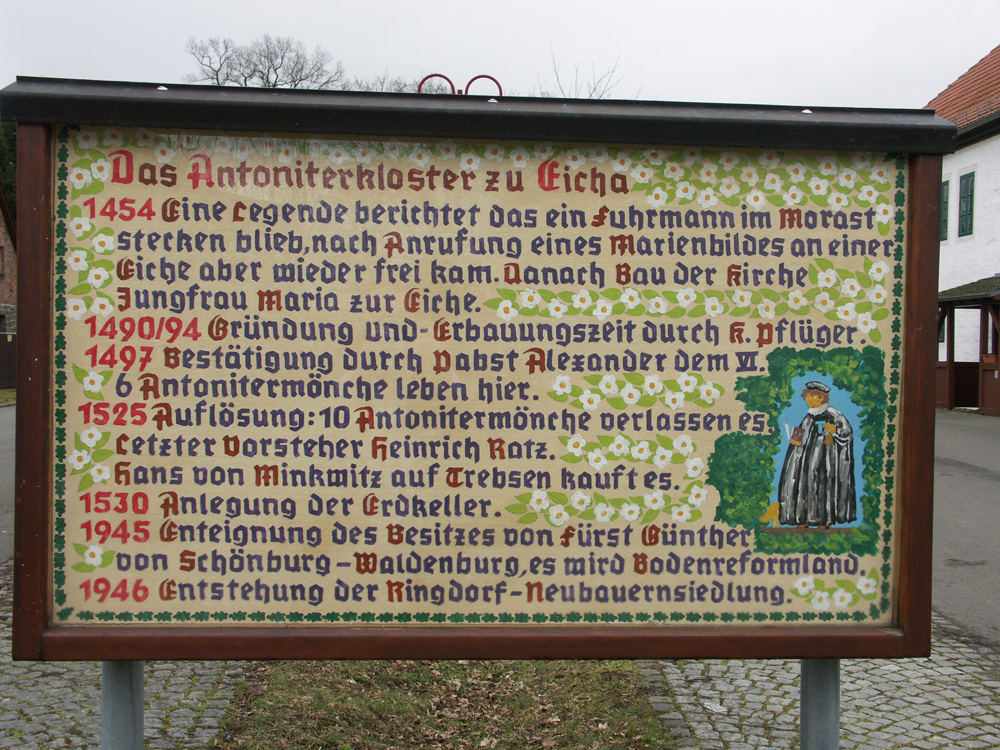 Das Antoniterkloster zu Eicha
1454 Eine Legende berichtet das ein Fuhrmann im Morast
stecken blieb,nach Anrufung eines Marienbildes an einer
Eiche aber wieder frei kam. Danach Bau der Kirche
Jungfrau Maria zur Eiche.
1490/94 Gründung und-Erbauungszeit durch K. Pflüger.
1497 Bestätigung durch Pabst Alexander dem VI.
6 Antonitermönche leben hier.
1525 Auflösung: 10 Antonitermönche verlassen es.
Letzter Vorsteher Heinrich Ratz.
Hans von Minkwitz auf Trebsen kauft es.
1530 Anlegung der Erdkeller.
1945 Enteignung des Besitzes von Fürst Günther
von Schönburg-Waldenburg,es wird Bodenreformland.
1946 Entstehung der Ringdorf-Neubauernsiedlung.